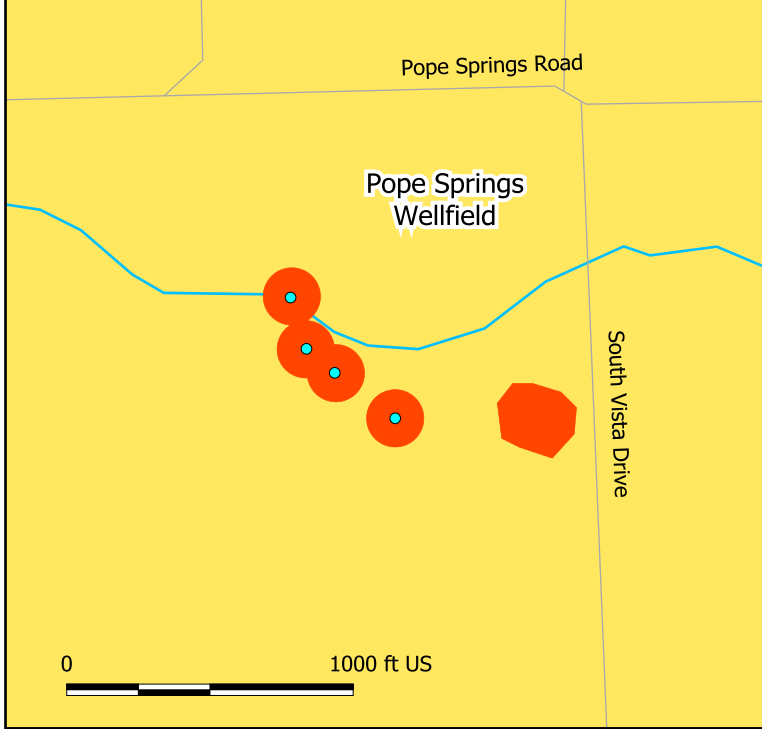 Pope Springs Road
Pope Springs
Wellfield
South Vista Drive
0
1000 ft US